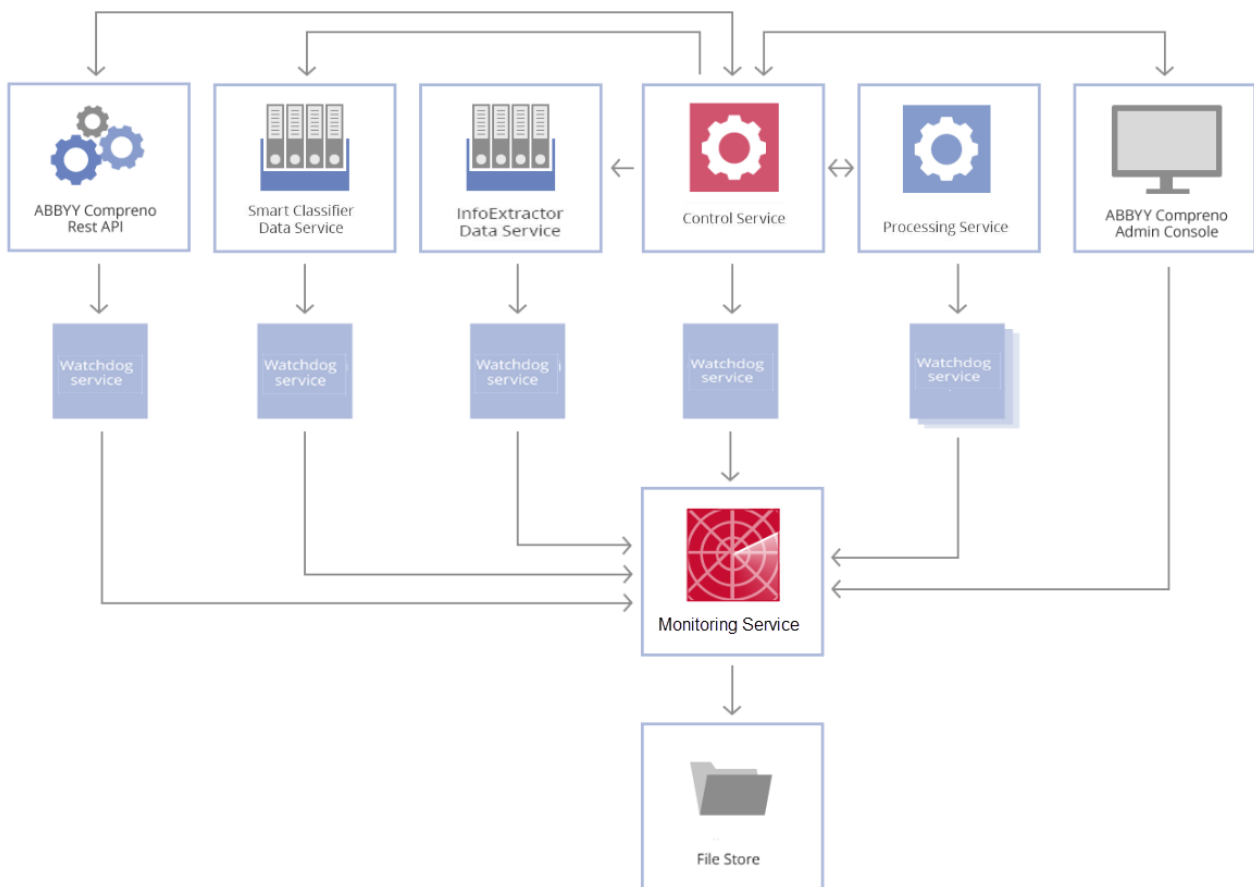 ABBYY Compreno
Rest API
Smart Classifier
Data Service
InfoExtractor
Data Service
Control Service
Processing Service
ABBYY Compreno
Admin Console
Watchdog
service
Watchdog
service
Watchdog
service
Watchdog
service
Watchdog
service
Monitoring Service
File Store